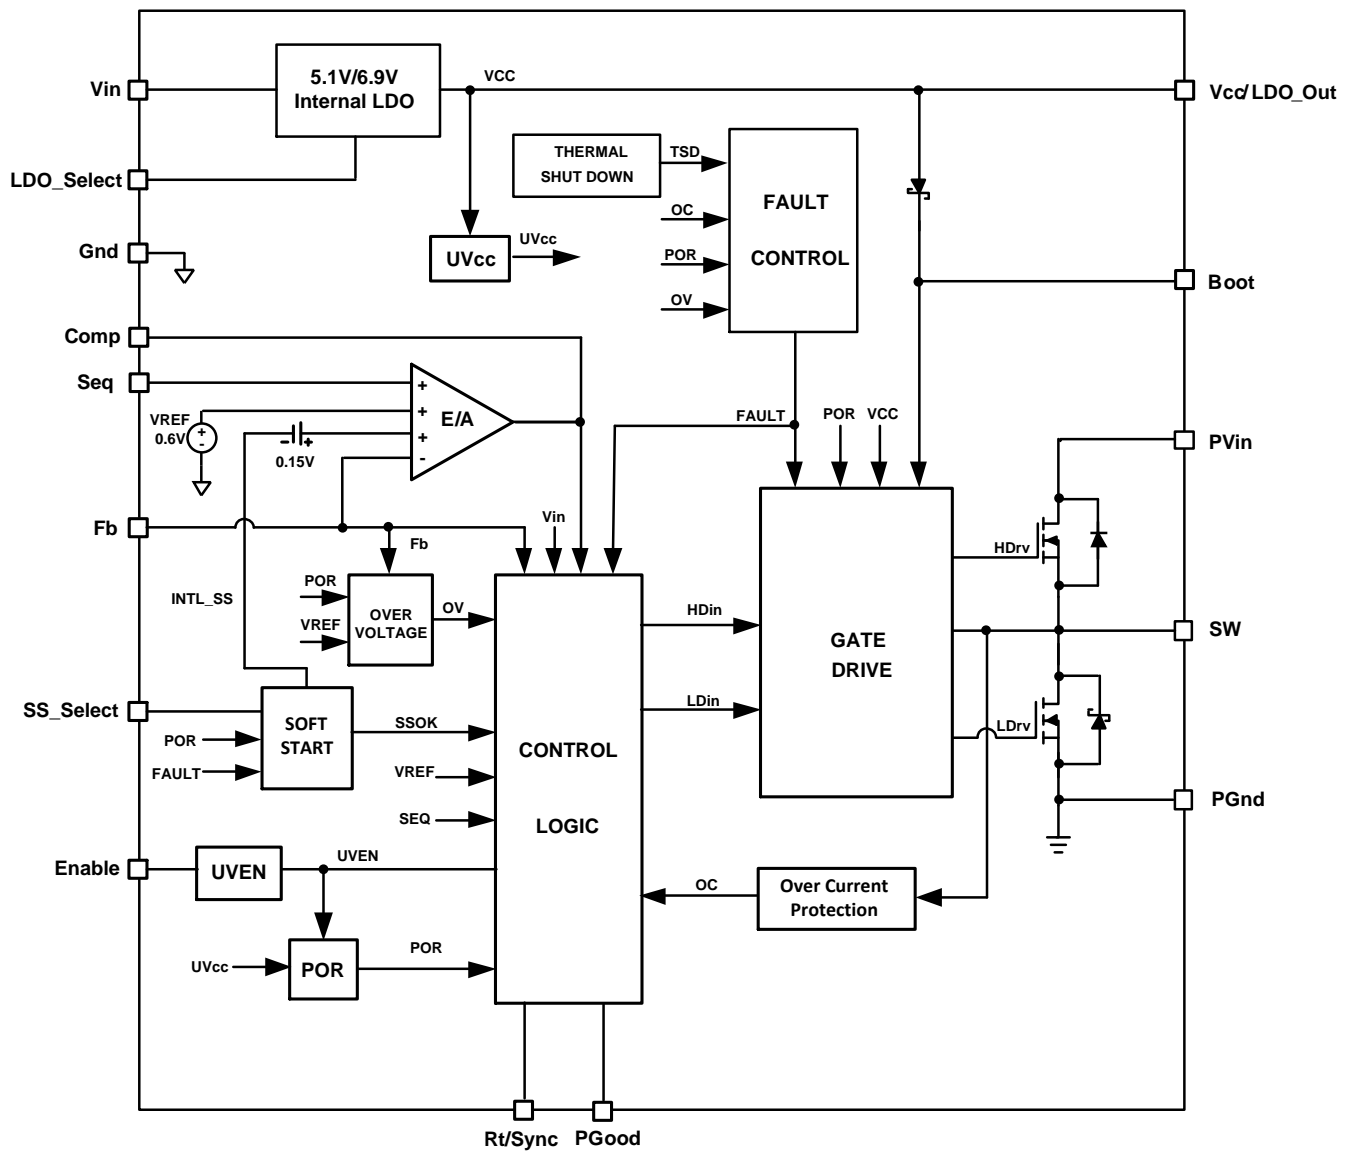 5.1V/6.9V
Internal LDO
VCC
Vin
Vcc/LDO_Out
LDO_Select
THERMAL
SHUT DOWN
TSD
OC
POR
OV
FAULT
CONTROL
Gnd
UVcc
UVcc
Boot
Comp
Seq
VREF
0.6V
+
-
- +
0.15V
+
+
+
-
E/A
FAULT
POR
VCC
PVin
Fb
Fb
Vin
HDrv
INTL_SS
POR
VREF
OVER
VOLTAGE
OV
HDin
GATE
DRIVE
SW
SS_Select
SOFT
START
POR
FAULT
SSOK
VREF
SEQ
CONTROL
LOGIC
LDin
LDrv
PGnd
Enable
UVEN
UVEN
OC
Over Current
Protection
UVcc
POR
POR
Rt/Sync
PGood